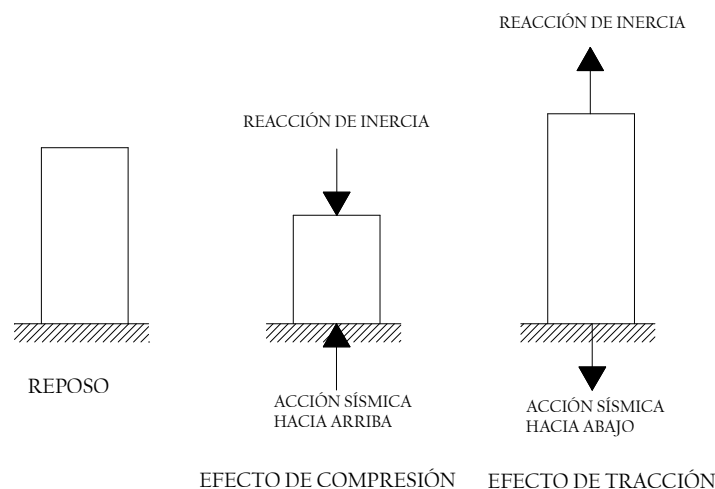 REACCIÓN DE INERCIA
REACCIÓN DE INERCIA
REPOSO
ACCIÓN SÍSMICA
HACIA ARRIBA
ACCIÓN SÍSMICA
HACIA ABAJO
EFECTO DE COMPRESIÓN
EFECTO DE TRACCIÓN